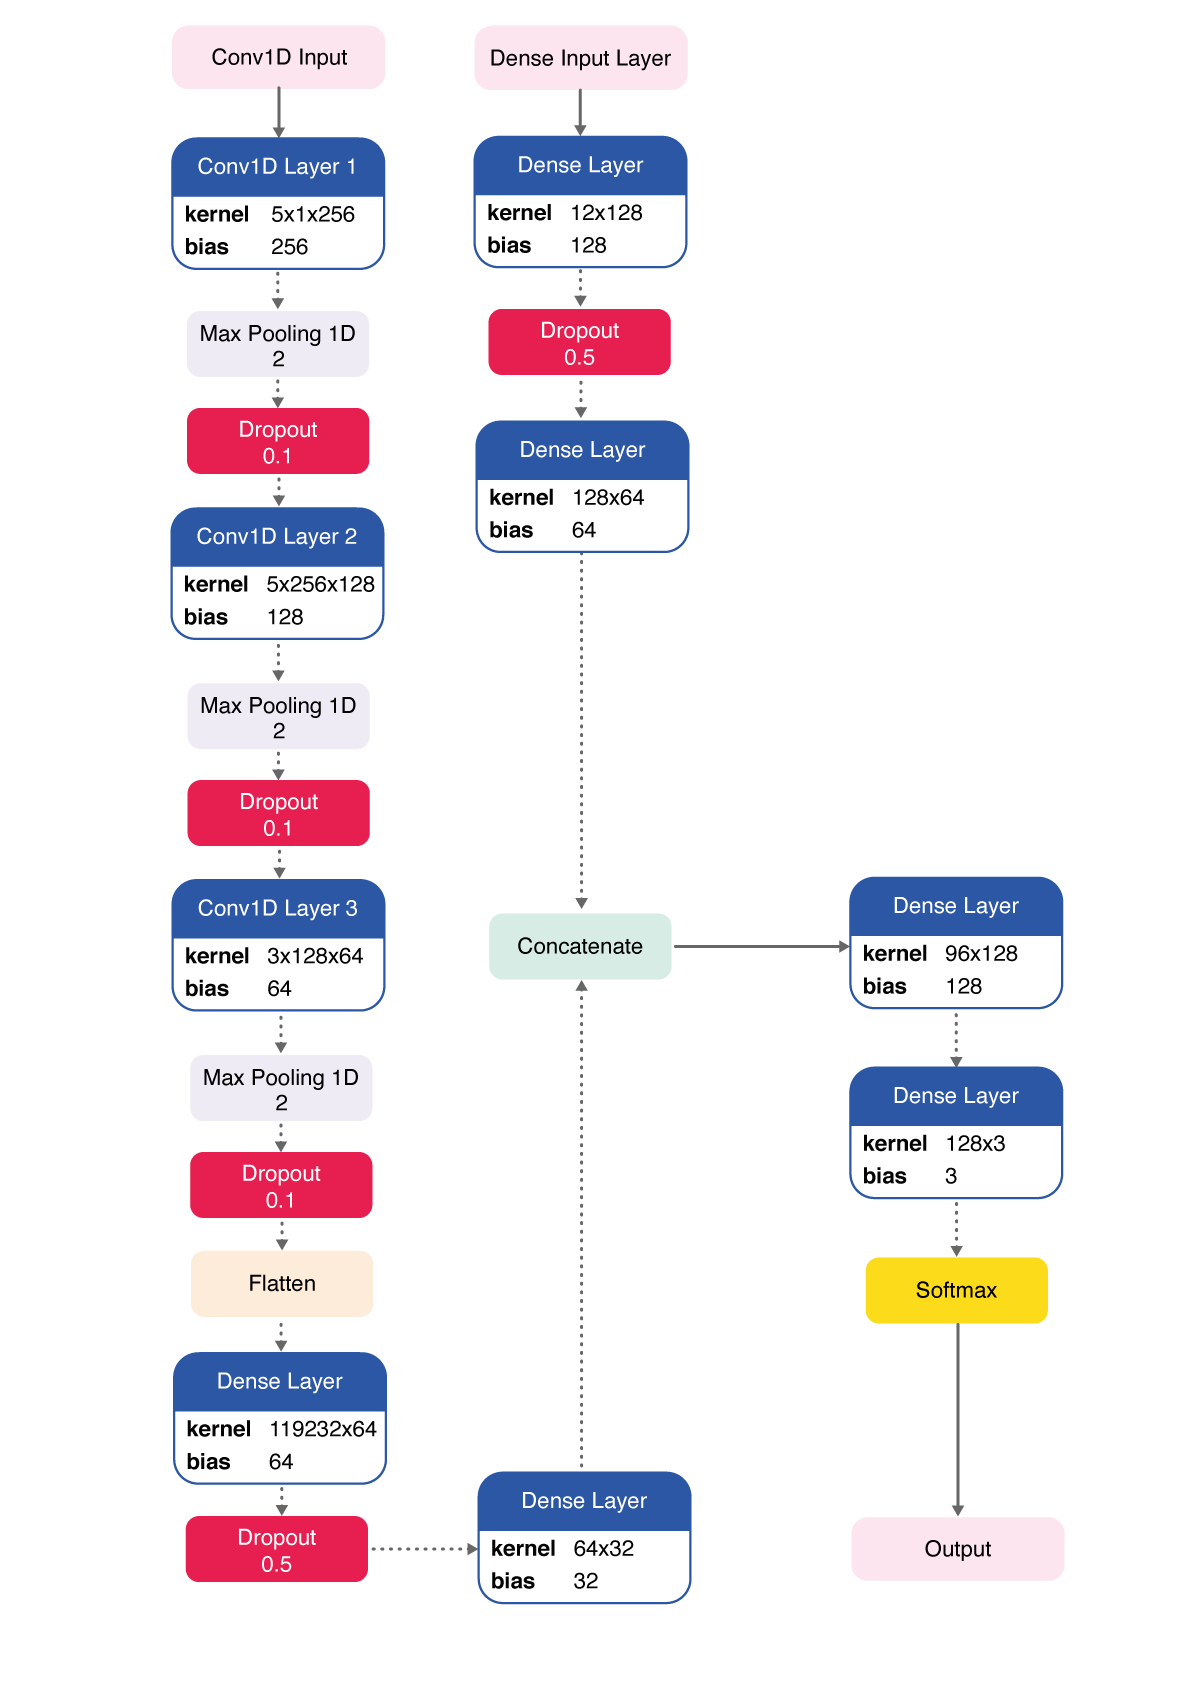 Conv1D Input
Conv1D Layer 1
kernel 5x1x256
bias 256
Max Pooling 1D
2
Dropout
0.1
Conv1D Layer 2
kernel 5x256x128
bias 128
Max Pooling 1D
2
Dropout
0.1
Conv1D Layer 3
kernel 3x128x64
bias 64
Max Pooling 1D
2
Dropout
0.1
Flatten
Dense Layer
kernel 119232x64
bias 64
Dropout
0.5
Dense Input Layer
Dense Layer
kernel 12x128
bias 128
Dropout
0.5
Dense Layer
kernel 128x64
bias 64
Concatenate
Dense Layer
kernel 64x32
bias 32
Dense Layer
kernel 96x128
bias 128
Dense Layer
kernel 128x3
bias 3
Softmax
Output